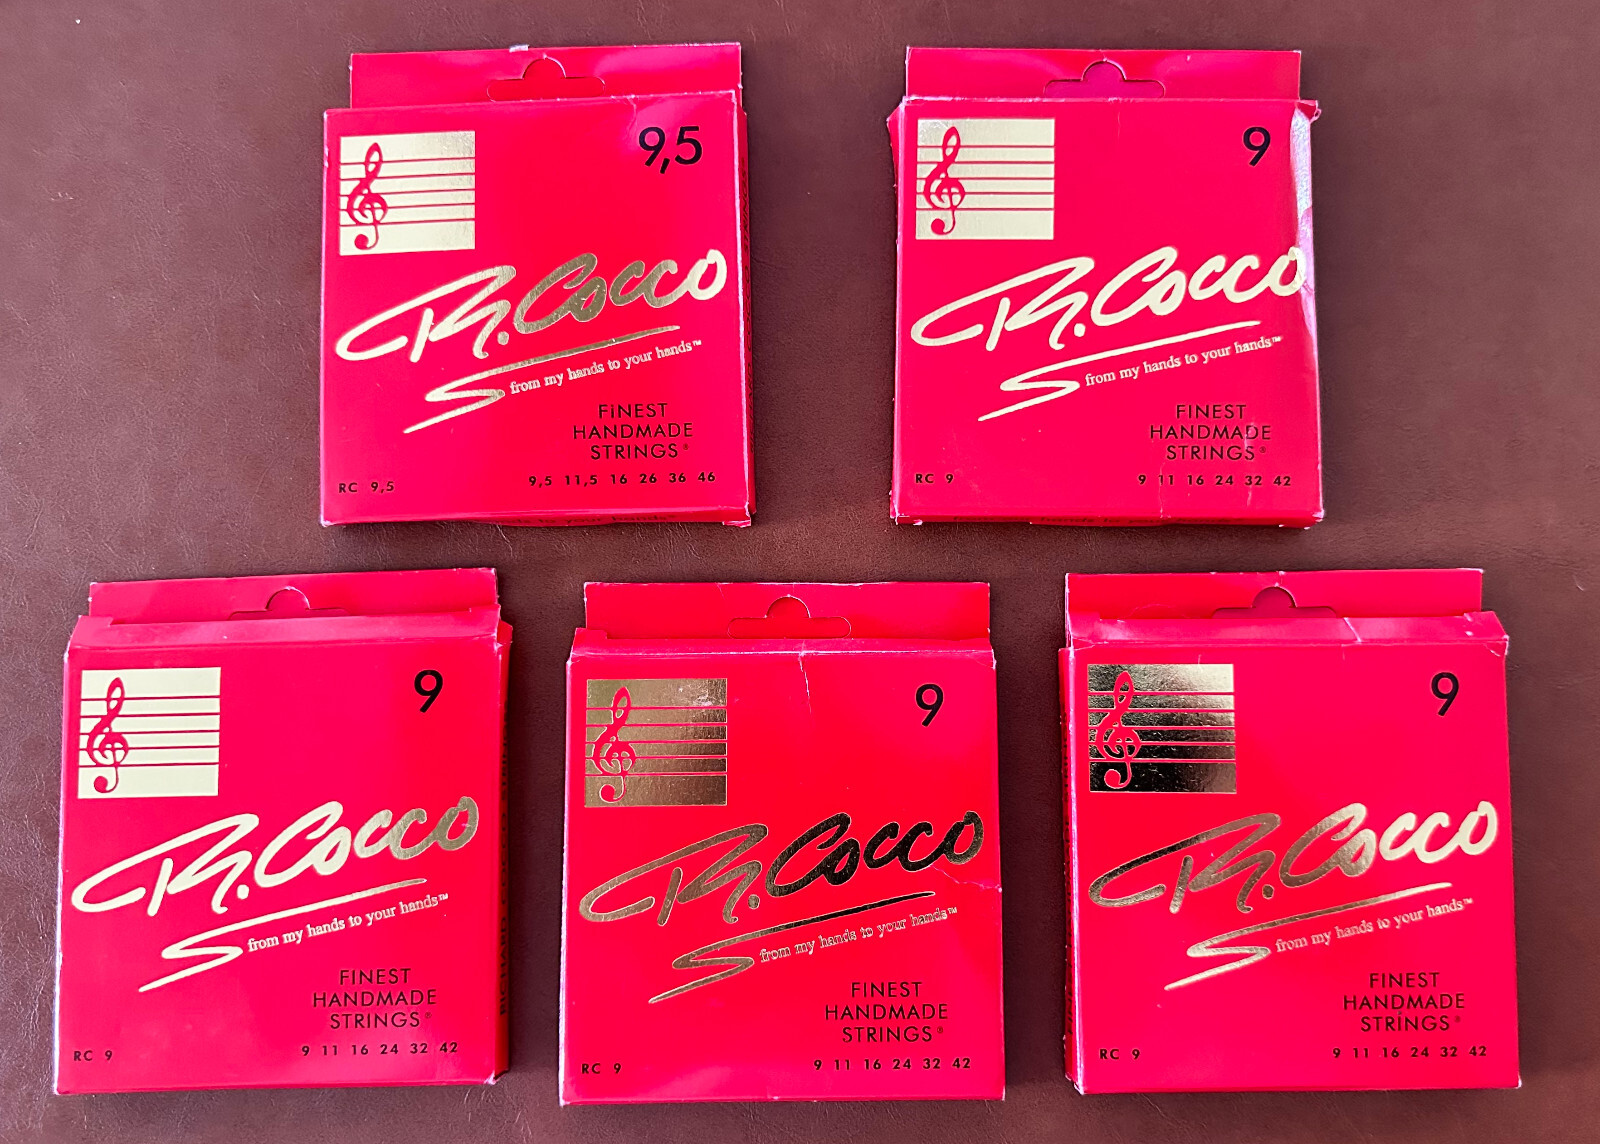 9,5
R.Cocco
from my hands to your hands™
FINEST
HANDMADE
STRINGS®
RC 9,5
9,5 11,5 16 26 36 46
9
R.Cocco
from my hands to your hands™
FINEST
HANDMADE
STRINGS®
RC 9
9 11 16 24 32 42
9
R.Cocco
from my hands to your hands™
FINEST
HANDMADE
STRINGS®
RC 9
9 11 16 24 32 42
9
R.Cocco
from my hands to your hands™
FINEST
HANDMADE
STRINGS®
RC 9
9 11 16 24 32 42
9
R.Cocco
from my hands to your hands™
FINEST
HANDMADE
STRINGS®
RC 9
9 11 16 24 32 42